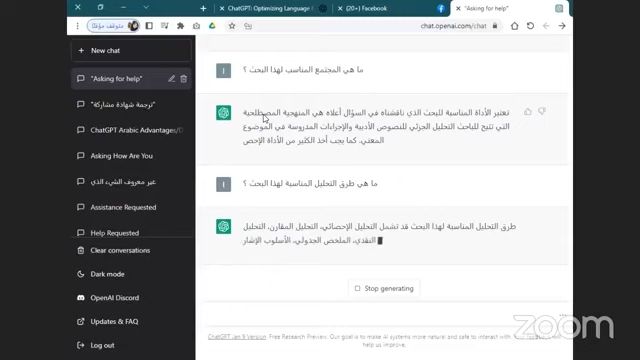 ChatGPT: Optimizing Language
(20+) Facebook
"Asking for help"
متوقف مؤقتًا
chat.openai.com/chat
New chat
"Asking for help"
"ترجمة شهادة مشاركة"
ChatGPT Arabic Advantages/D
Asking How Are You
غير معروف الشيء الذي
Assistance Requested
Help Requested
Clear conversations
Dark mode
OpenAI Discord
Updates & FAQ
Log out
ما هي المجتمع المناسب لهذا البحث ؟
تعتبر الأداة المناسبة للبحث الذي ناقشناه في السؤال أعلاه هي المنهجية المصطلحية
التي تتيح للباحث التحليل الجزئي للنصوص الأدبية والإجراءات المدروسة في الموضوع
المعني. كما يجب أخذ الكثير من الأداة الإحص
ما هي طرق التحليل المناسبة لهذا البحث ؟
طرق التحليل المناسبة لهذا البحث قد تشمل التحليل الإحصائي، التحليل المقارن، التحليل
النقدي، الملخص الجدولي، الأسلوب الإشار
Stop generating
ChatGPT Jan 9 Version. Free Research Preview. Our goal is to make AI systems more natural and safe to interact with. Your feedback will
help us improve.
zoom